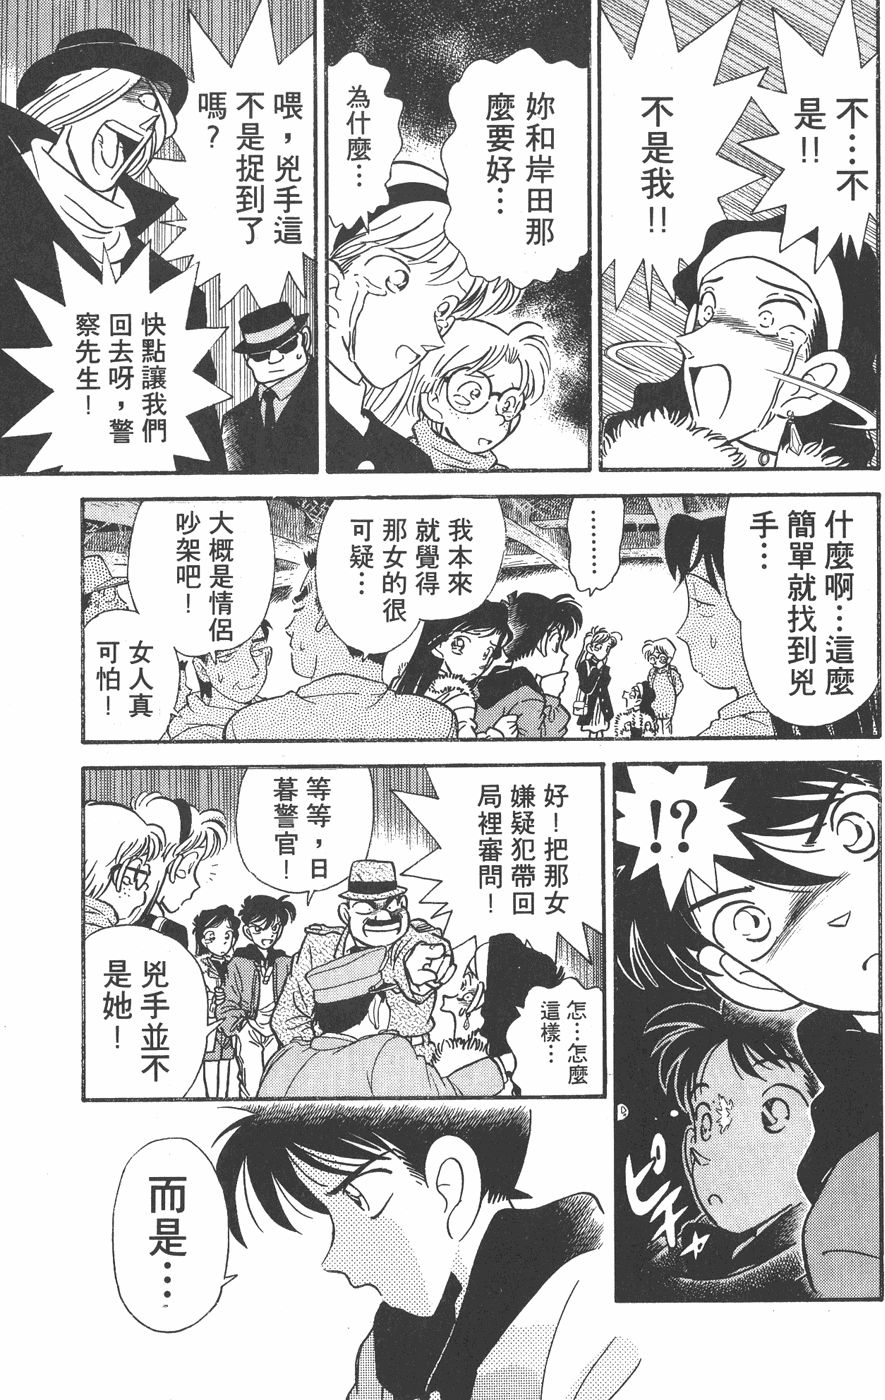 不…不
是!!
不是我!!
妳和岸田那
麼要好…
為什麼…
喂，兇手這
不是捉到了
嗎？
快點讓我們
回去呀，警
察先生！
什麼啊…這麼
簡單就找到兇
手…
………
我本來
就覺得
那女的很
可疑…
大概是情侶
吵架吧！
女人真
可怕！
!?
ピキッ
好！把那女
嫌疑犯帶回
局裡審問！
怎…怎麼
這樣…
等等，日
暮警官！
兇手並不
是她！
而是…